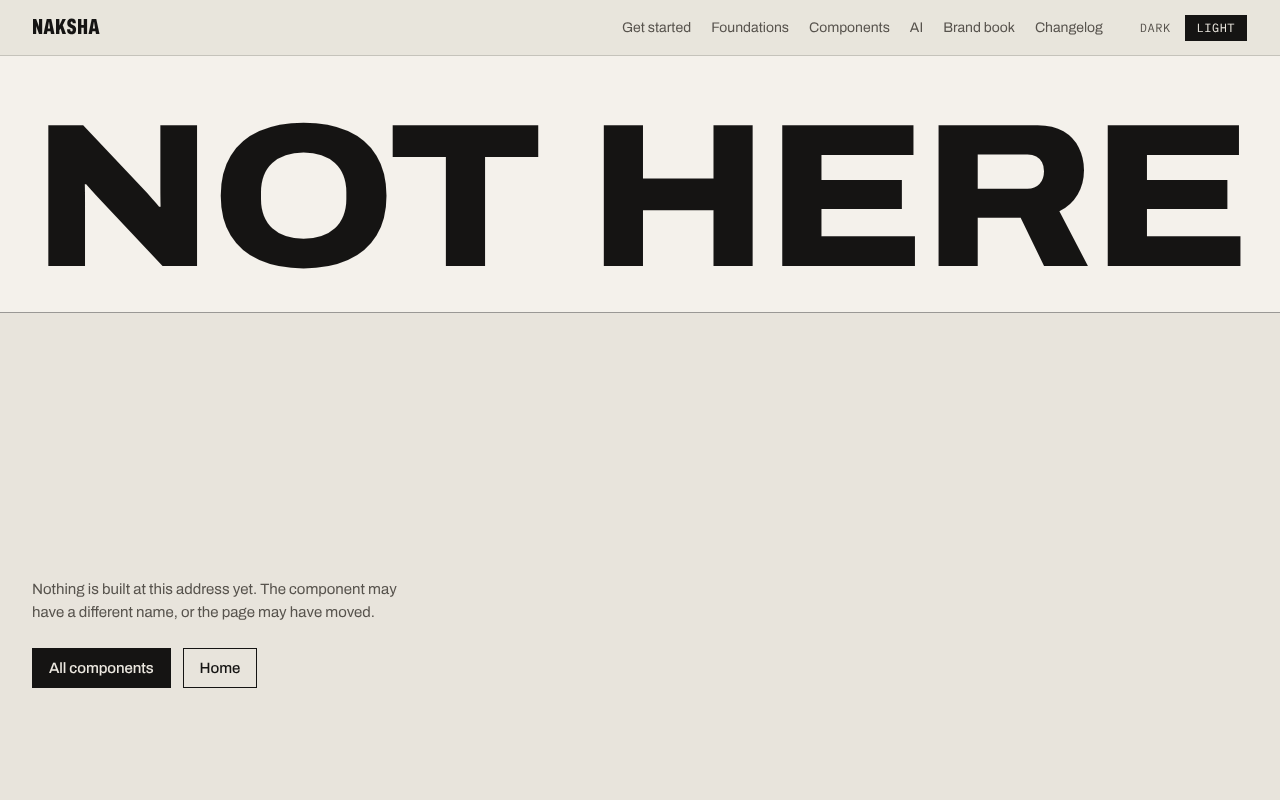 NAKSHA
Get started Foundations Components AI Brand book Changelog DARK LIGHT
NOT HERE
Nothing is built at this address yet. The component may
have a different name, or the page may have moved.
All components Home